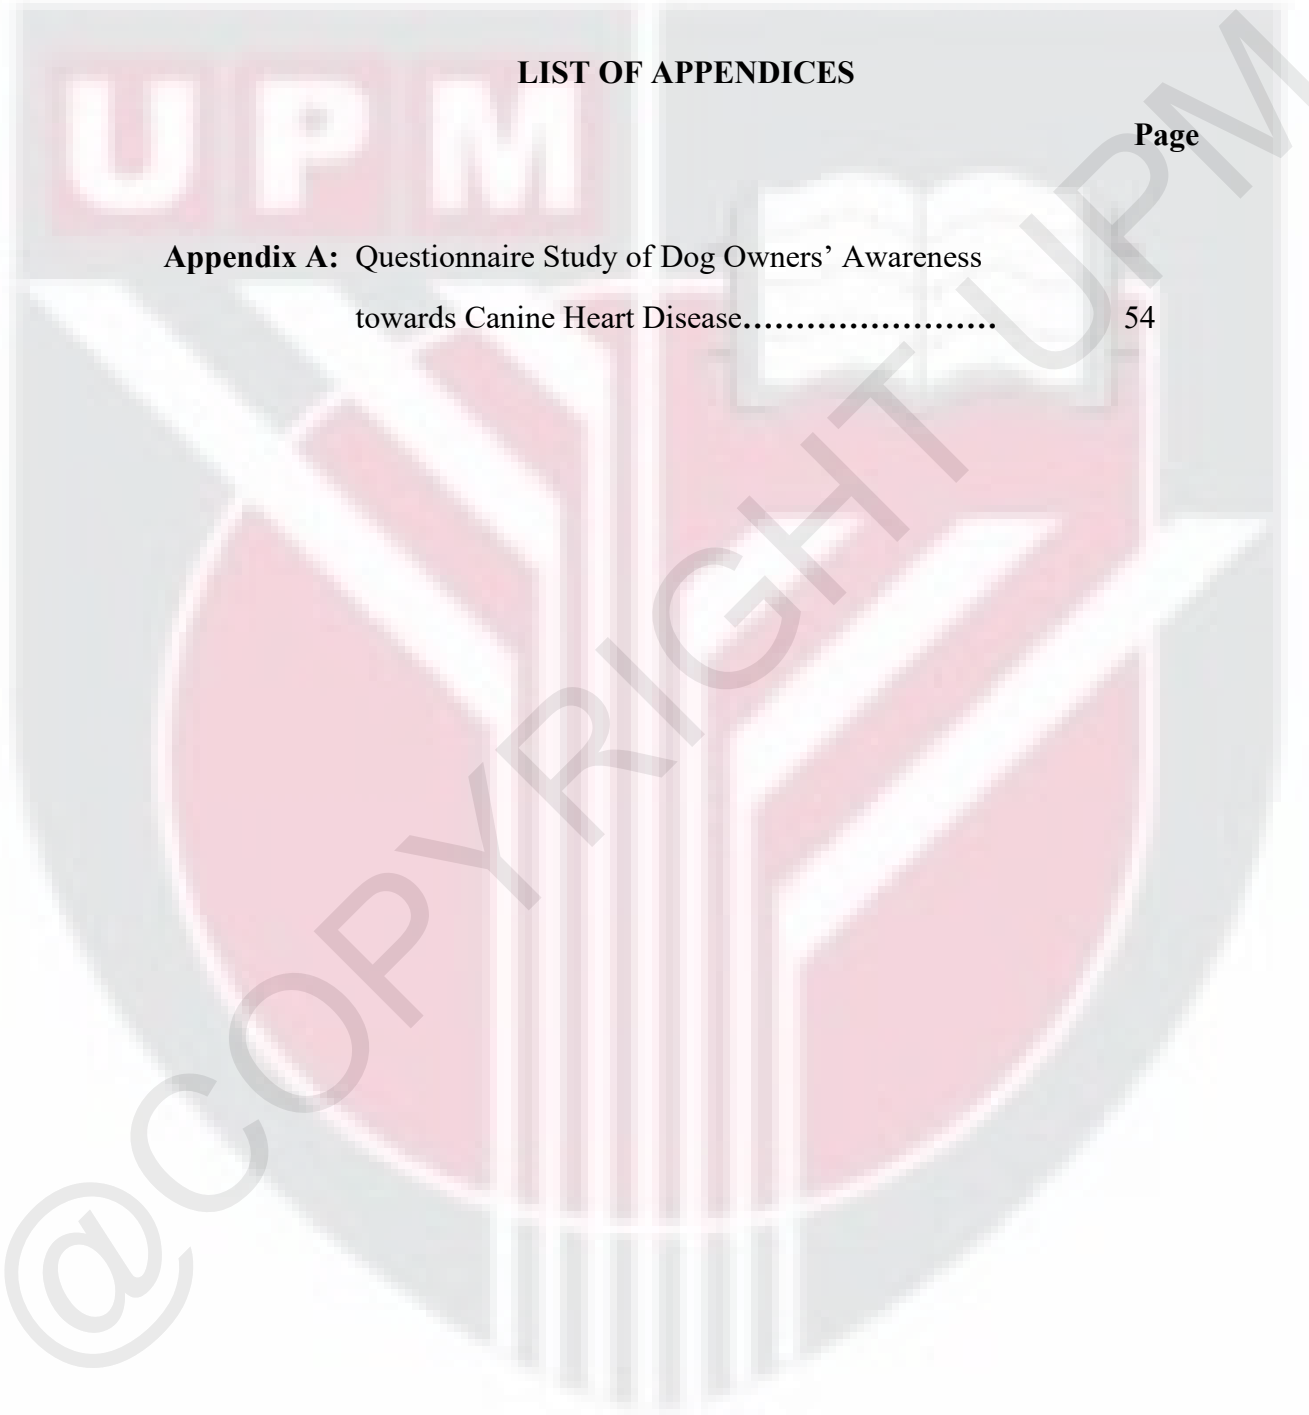 UPM
LIST OF APPENDICES
Page
Appendix A: Questionnaire Study of Dog Owners’ Awareness
towards Canine Heart Disease........................ 54
@COPYRIGHT UPM